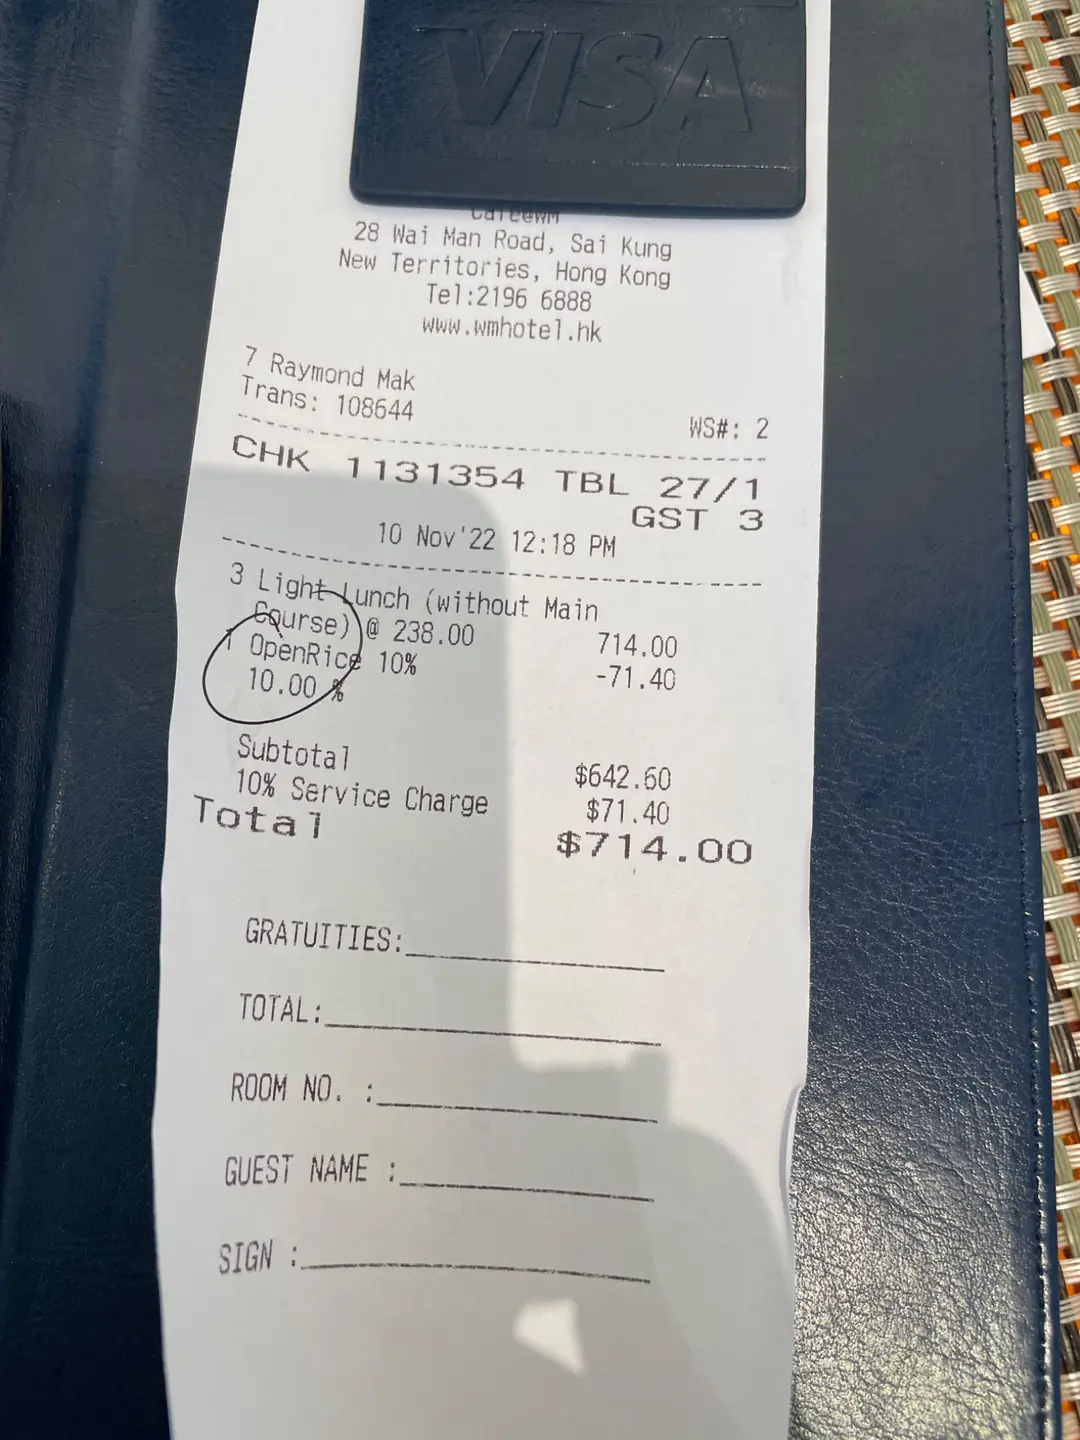 VISA
Cafewm
28 Wai Man Road, Sai Kung
New Territories, Hong Kong
Tel:2196 6888
www.wmhotel.hk
7 Raymond Mak
Trans: 108644 WS#: 2
CHK 1131354 TBL 27/1
GST 3
10 Nov'22 12:18 PM
3 Light Lunch (without Main
Course) @ 238.00 714.00
1 OpenRice 10% -71.40
10.00 %
Subtotal $642.60
10% Service Charge $71.40
Total $714.00
GRATUITIES:
TOTAL:
ROOM NO. :
GUEST NAME :
SIGN :